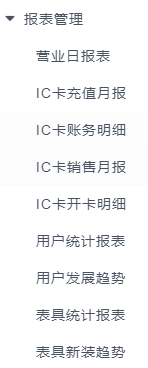 报表管理
营业日报表
IC卡充值月报
IC卡账务明细
IC卡销售月报
IC卡开卡明细
用户统计报表
用户发展趋势
表具统计报表
表具新装趋势